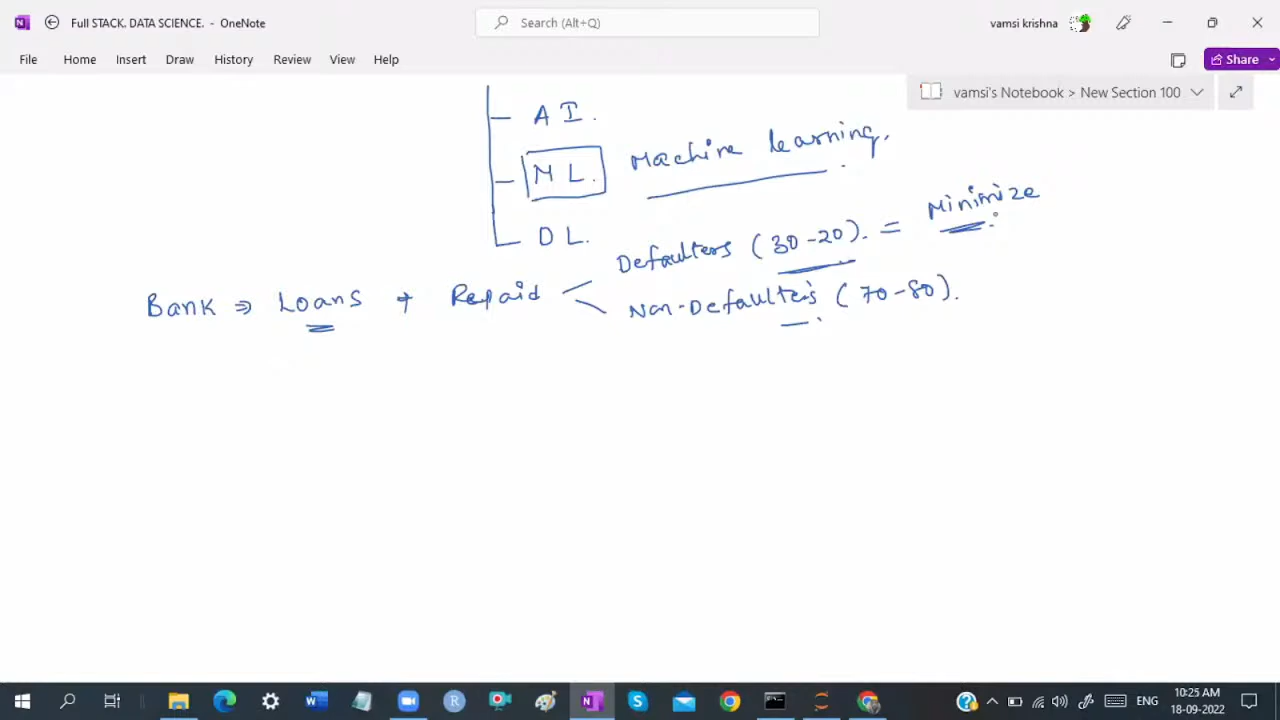 Full STACK. DATA SCIENCE. - OneNote
Search (Alt+Q)
vamsi krishna
File Home Insert Draw History Review View Help
Share
vamsi's Notebook > New Section 100
AI.
ML. Machine learning.
DL.
Defaulters (30-20). = Minimize
Bank ⇒ Loans → Repaid
Non-Defaulters (70-80).
ENG
10:25 AM
18-09-2022